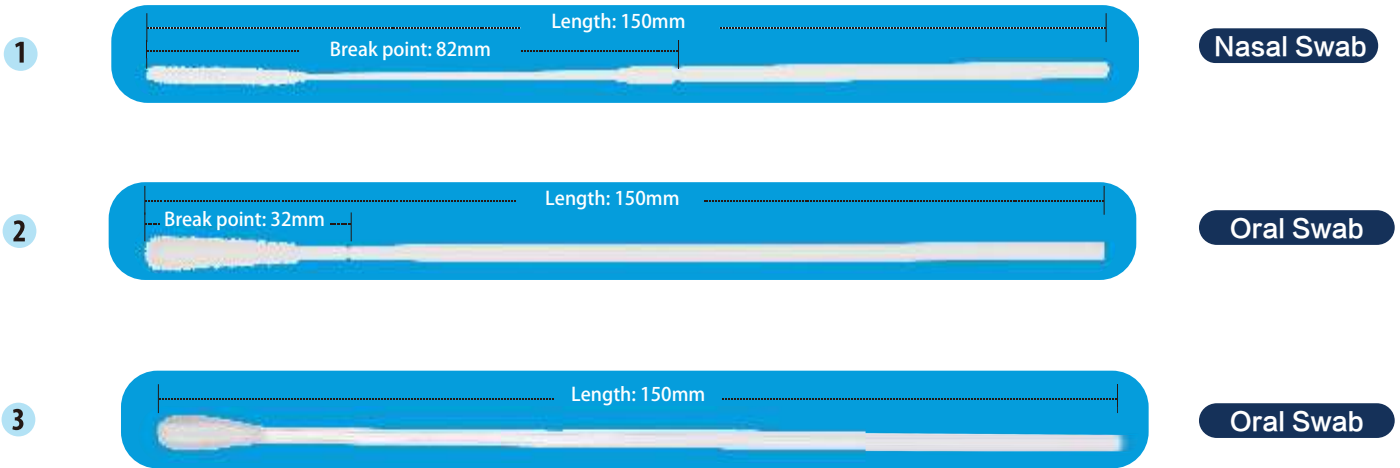 Length: 150mm
Break point: 82mm
1
Nasal Swab
Length: 150mm
Break point: 32mm
2
Oral Swab
Length: 150mm
3
Oral Swab